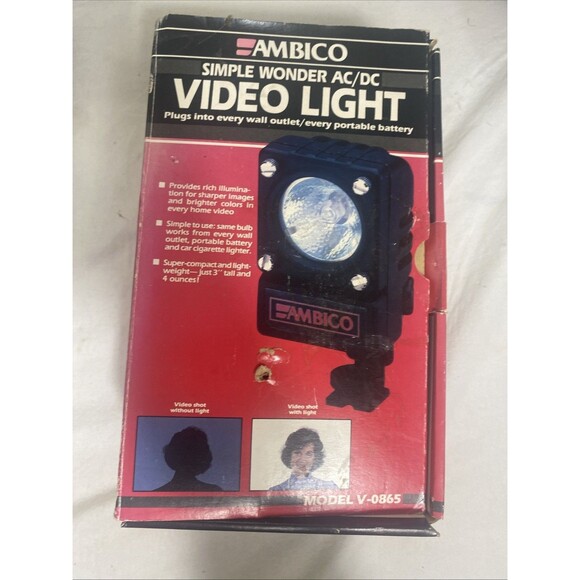 AMBICO
SIMPLE WONDER AC/DC
VIDEO LIGHT
Plugs into every wall outlet/every portable battery
Provides rich illumina-
tion for sharper images
and brighter colors in
every home video
Simple to use: same bulb
works from every wall
outlet, portable battery
and car cigarette lighter.
Super-compact and light-
weight—just 3" tall and
4 ounces!
AMBICO
Video shot
without light
Video shot
with light
MODEL V-0865